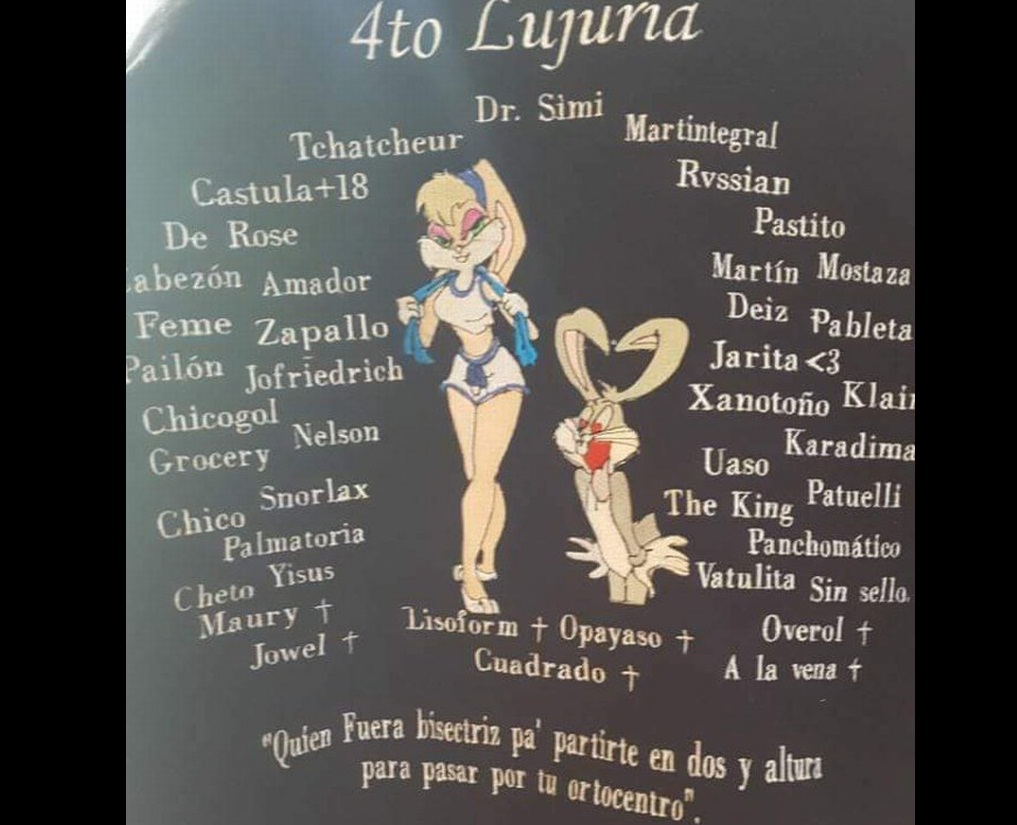 4to Lujuria
Dr. Simi
Tchatcheur
Martintegral
Castula+18
Rvssian
De Rose
Pastito
abezón Amador
Martín Mostaza
Feme Zapallo
Deiz Pableta
Pailón Jofriedrich
Jarita <3
Chicogol
Xanotoño Klai
Grocery Nelson
Karadima
Uaso
Chico Snorlax
The King Patuelli
Palmatoria
Panchomático
Cheto Yisus
Vatulita Sin sello.
Maury †
Lisoform † Opayaso †
Overol †
Jowel †
Cuadrado †
A la vena †
"Quien Fuera bisectriz pa' partirte en dos y altura
para pasar por tu ortocentro".